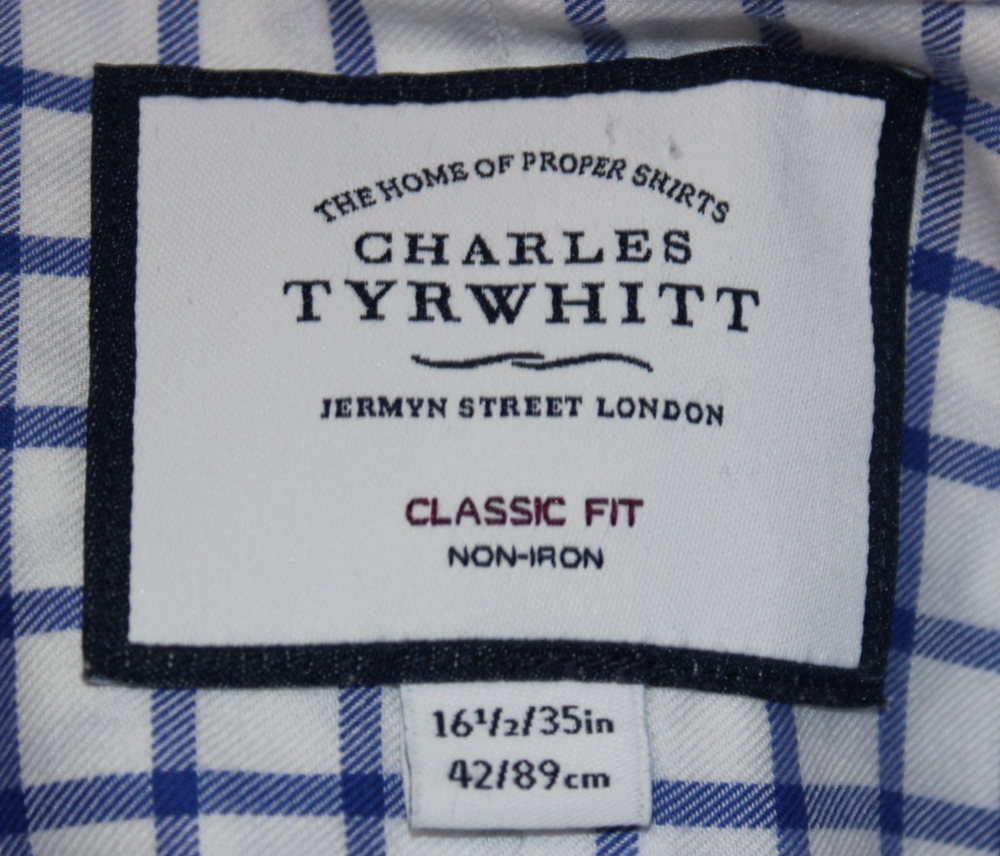 THE HOME OF PROPER SHIRTS
CHARLES
TYRWHITT
JERMYN STREET LONDON
CLASSIC FIT
NON-IRON
16½/35in
42/89cm